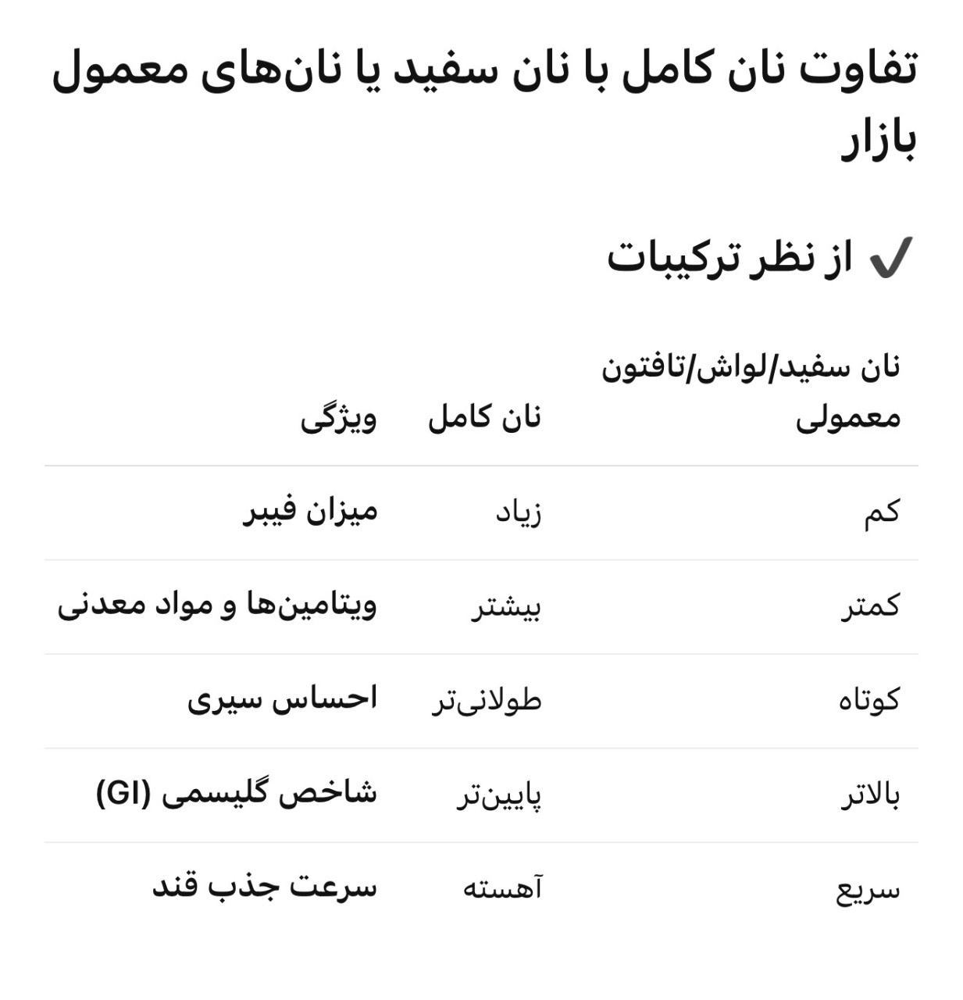 تفاوت نان کامل با نان سفید یا نان‌های معمول
بازار
✔ از نظر ترکیبات
نان سفید/لواش/تافتون
معمولی نان کامل ویژگی
کم زیاد میزان فیبر
کمتر بیشتر ویتامین‌ها و مواد معدنی
کوتاه طولانی‌تر احساس سیری
بالاتر پایین‌تر شاخص گلیسمی (GI)
سریع آهسته سرعت جذب قند